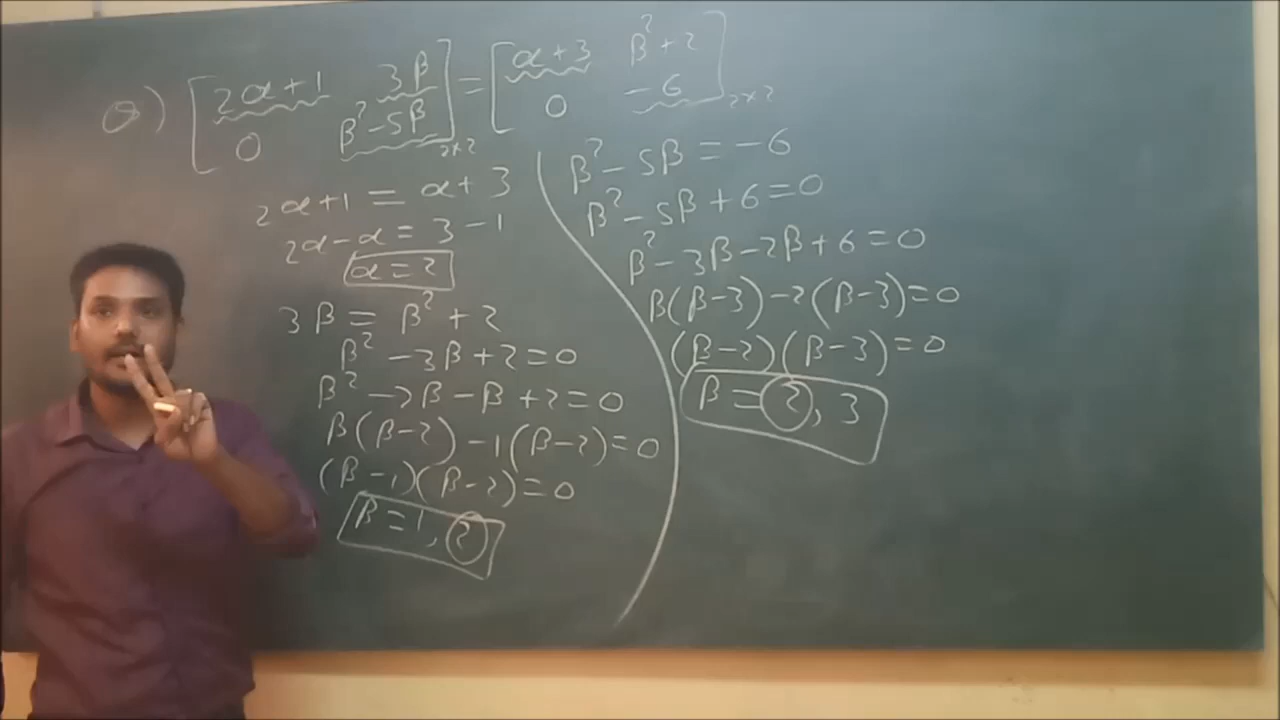 Q) [2α+1 3β] = [α+3 β²+2]
[0 β²-5β]2×2 [0 -6]2×2
2α+1 = α+3
2α-α = 3-1
α=2
3β = β²+2
β²-3β+2=0
β²-2β-β+2=0
β(β-2)-1(β-2)=0
(β-1)(β-2)=0
β=1,2
β²-5β=-6
β²-5β+6=0
β²-3β-2β+6=0
β(β-3)-2(β-3)=0
(β-2)(β-3)=0
β=2,3